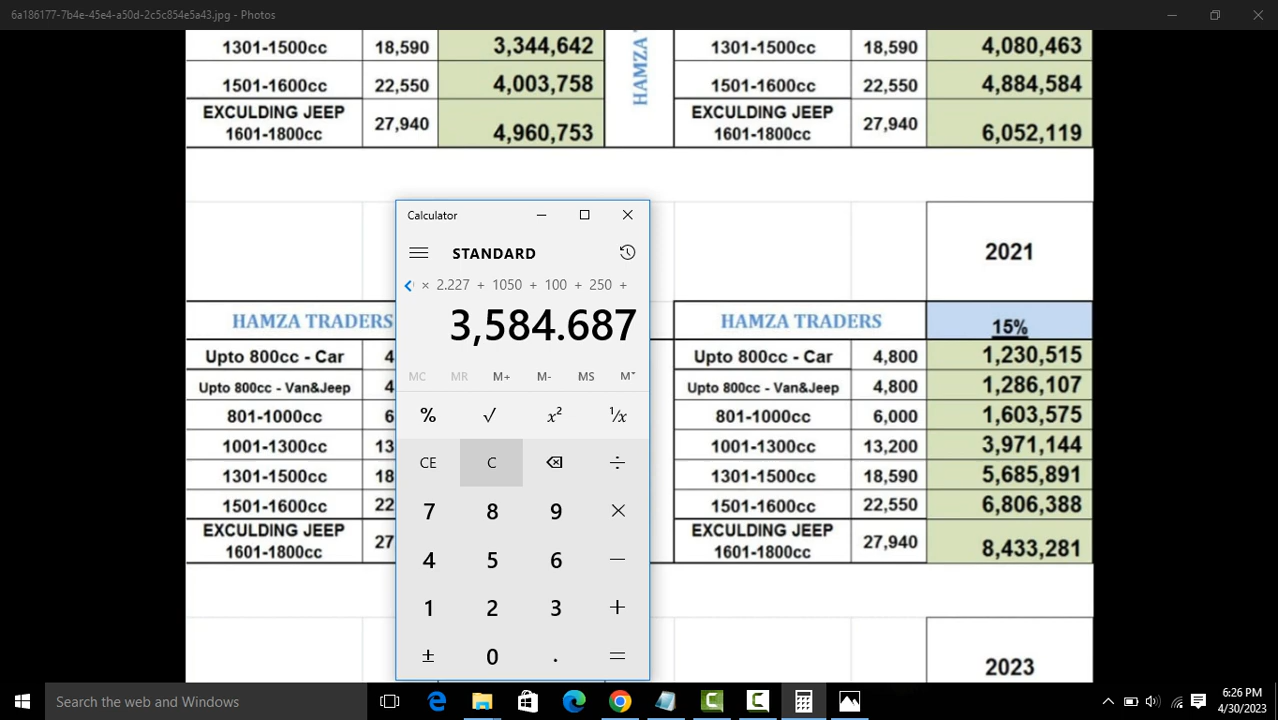 6a186177-7b4e-45e4-a50d-2c5c854e5a43.jpg - Photos
1301-1500cc 18,590 3,344,642
1501-1600cc 22,550 4,003,758
EXCULDING JEEP
1601-1800cc 27,940 4,960,753
HAMZA
1301-1500cc 18,590 4,080,463
1501-1600cc 22,550 4,884,584
EXCULDING JEEP
1601-1800cc 27,940 6,052,119
2021
HAMZA TRADERS
Upto 800cc - Car 4
Upto 800cc - Van&Jeep 4
801-1000cc 6
1001-1300cc 13
1301-1500cc 18
1501-1600cc 22
EXCULDING JEEP
1601-1800cc 27
Calculator
STANDARD
× 2.227 + 1050 + 100 + 250 +
3,584.687
MC MR M+ M- MS M
% √ x² ¹/x
CE C ÷
7 8 9 ×
4 5 6 −
1 2 3 +
± 0 . =
HAMZA TRADERS 15%
Upto 800cc - Car 4,800 1,230,515
Upto 800cc - Van&Jeep 4,800 1,286,107
801-1000cc 6,000 1,603,575
1001-1300cc 13,200 3,971,144
1301-1500cc 18,590 5,685,891
1501-1600cc 22,550 6,806,388
EXCULDING JEEP
1601-1800cc 27,940 8,433,281
2023
Search the web and Windows
6:26 PM
4/30/2023